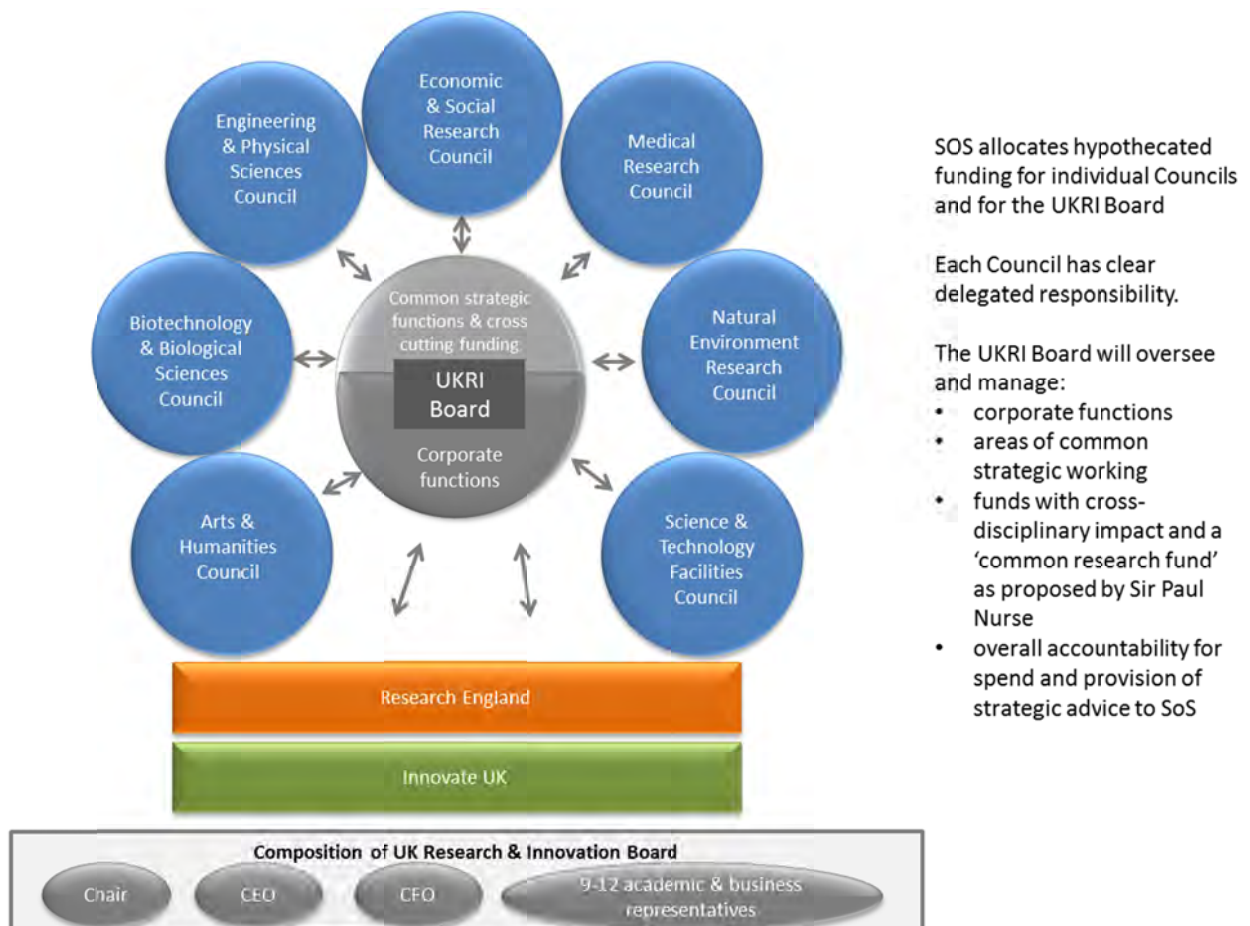 Economic
& Social
Research
Council
Engineering
& Physical
Sciences
Council
Medical
Research
Council
Biotechnology
& Biological
Sciences
Council
Common strategic
functions & cross
cutting funding
UKRI
Board
Corporate
functions
Natural
Environment
Research
Council
Arts &
Humanities
Council
Science &
Technology
Facilities
Council
Research England
Innovate UK
SOS allocates hypothecated
funding for individual Councils
and for the UKRI Board
Each Council has clear
delegated responsibility.
The UKRI Board will oversee
and manage:
• corporate functions
• areas of common
strategic working
• funds with cross-
disciplinary impact and a
‘common research fund’
as proposed by Sir Paul
Nurse
• overall accountability for
spend and provision of
strategic advice to SoS
Composition of UK Research & Innovation Board
Chair
CEO
CFO
9-12 academic & business
representatives